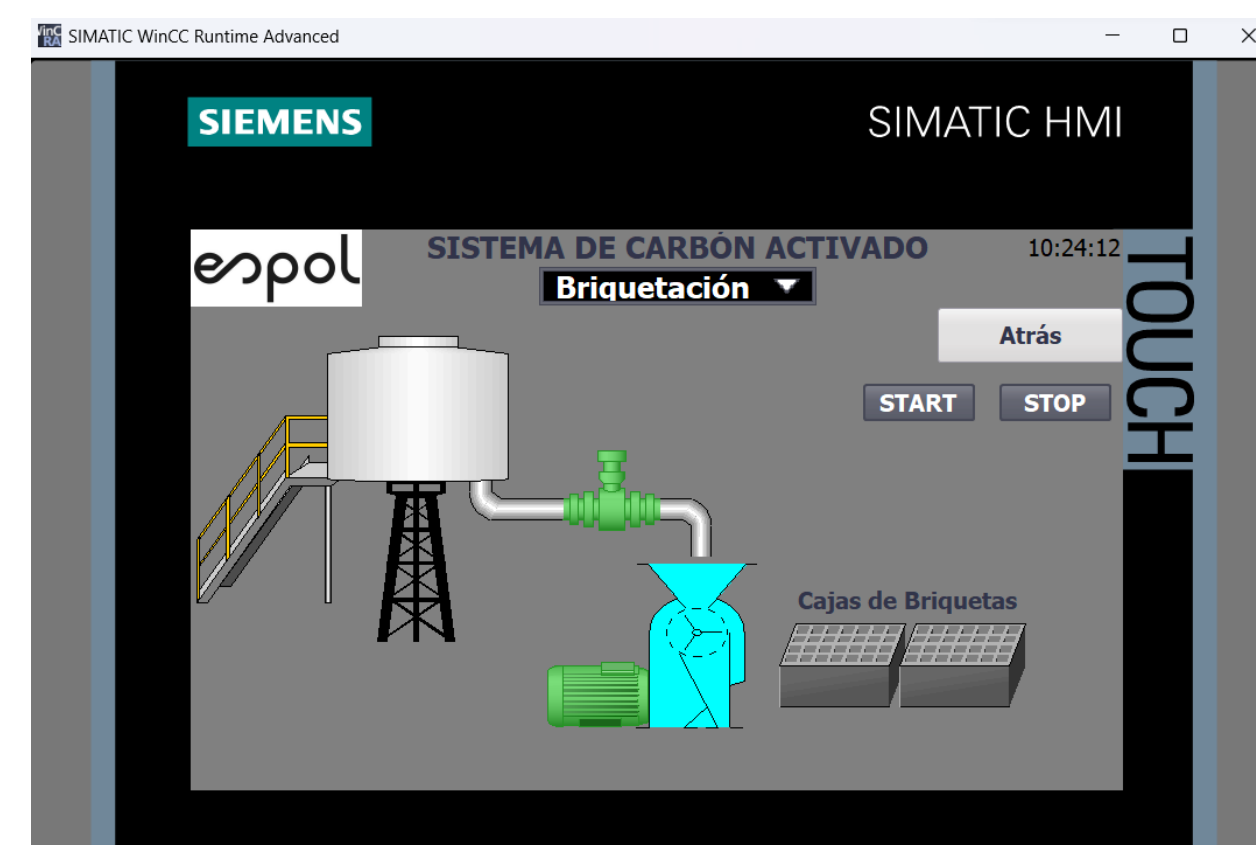 SIMATIC WinCC Runtime Advanced
SIEMENS
SIMATIC HMI
espol
SISTEMA DE CARBÓN ACTIVADO
10:24:12
Briquetación
TOUCH
Atrás
START
STOP
Cajas de Briquetas